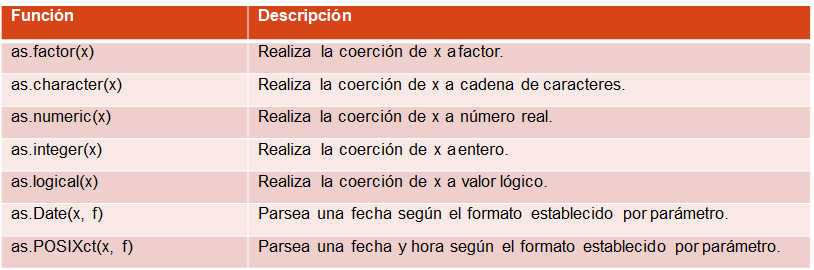 Función Descripción
as.factor(x) Realiza la coerción de x a factor.
as.character(x) Realiza la coerción de x a cadena de caracteres.
as.numeric(x) Realiza la coerción de x a número real.
as.integer(x) Realiza la coerción de x a entero.
as.logical(x) Realiza la coerción de x a valor lógico.
as.Date(x, f) Parsea una fecha según el formato establecido por parámetro.
as.POSIXct(x, f) Parsea una fecha y hora según el formato establecido por parámetro.